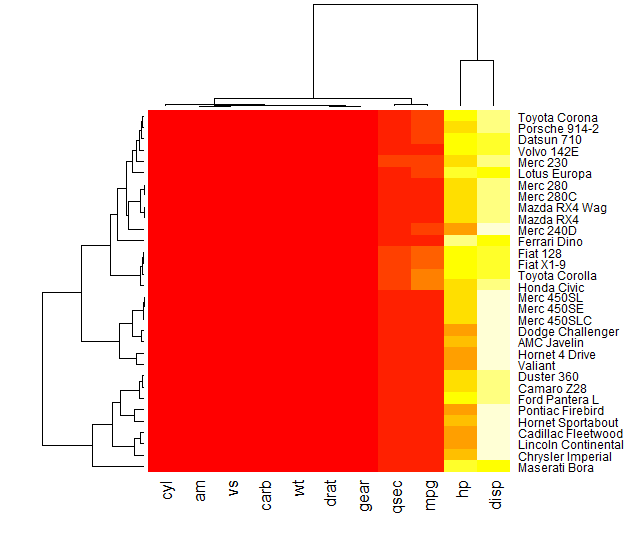 Toyota Corona
Porsche 914-2
Datsun 710
Volvo 142E
Merc 230
Lotus Europa
Merc 280
Merc 280C
Mazda RX4 Wag
Mazda RX4
Merc 240D
Ferrari Dino
Fiat 128
Fiat X1-9
Toyota Corolla
Honda Civic
Merc 450SL
Merc 450SE
Merc 450SLC
Dodge Challenger
AMC Javelin
Hornet 4 Drive
Valiant
Duster 360
Camaro Z28
Ford Pantera L
Pontiac Firebird
Hornet Sportabout
Cadillac Fleetwood
Lincoln Continental
Chrysler Imperial
Maserati Bora
cyl
am
vs
carb
wt
drat
gear
qsec
mpg
hp
disp